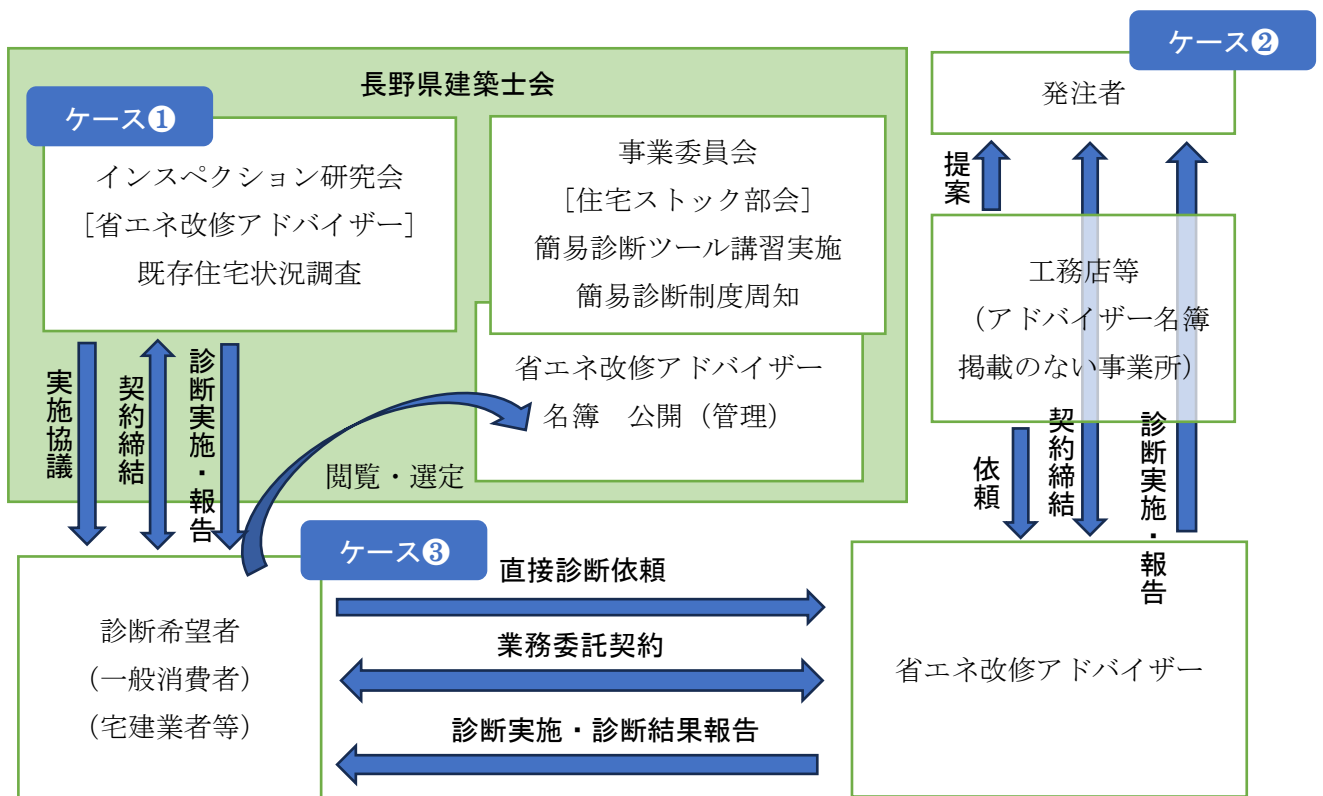 長野県建築士会
ケース❶
インスペクション研究会
［省エネ改修アドバイザー］
既存住宅状況調査
事業委員会
［住宅ストック部会］
簡易診断ツール講習実施
簡易診断制度周知
省エネ改修アドバイザー
名簿　公開（管理）
実施協議
契約締結
診断実施・報告
閲覧・選定
ケース❷
発注者
提案
工務店等
（アドバイザー名簿
掲載のない事業所）
依頼
契約締結
診断実施・報告
ケース❸
診断希望者
（一般消費者）
（宅建業者等）
直接診断依頼
業務委託契約
診断実施・診断結果報告
省エネ改修アドバイザー